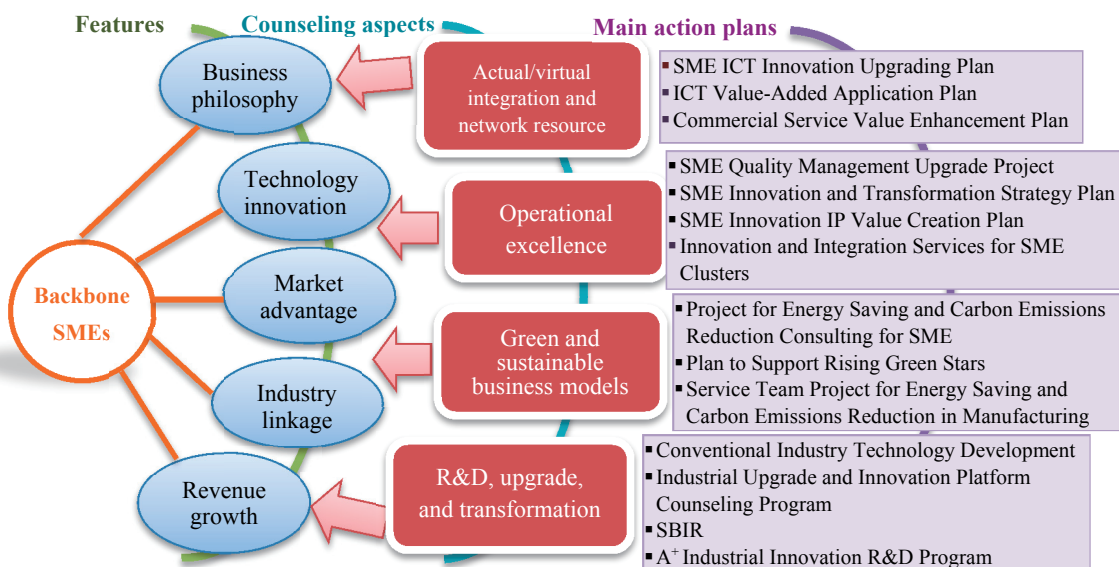 Features
Counseling aspects
Main action plans
Backbone
SMEs
Business
philosophy
Technology
innovation
Market
advantage
Industry
linkage
Revenue
growth
Actual/virtual
integration and
network resource
Operational
excellence
Green and
sustainable
business models
R&D, upgrade,
and transformation
▪ SME ICT Innovation Upgrading Plan
▪ ICT Value-Added Application Plan
▪ Commercial Service Value Enhancement Plan
▪ SME Quality Management Upgrade Project
▪ SME Innovation and Transformation Strategy Plan
▪ SME Innovation IP Value Creation Plan
▪ Innovation and Integration Services for SME
Clusters
▪ Project for Energy Saving and Carbon Emissions
Reduction Consulting for SME
▪ Plan to Support Rising Green Stars
▪ Service Team Project for Energy Saving and
Carbon Emissions Reduction in Manufacturing
▪ Conventional Industry Technology Development
▪ Industrial Upgrade and Innovation Platform
Counseling Program
▪ SBIR
▪ A⁺ Industrial Innovation R&D Program